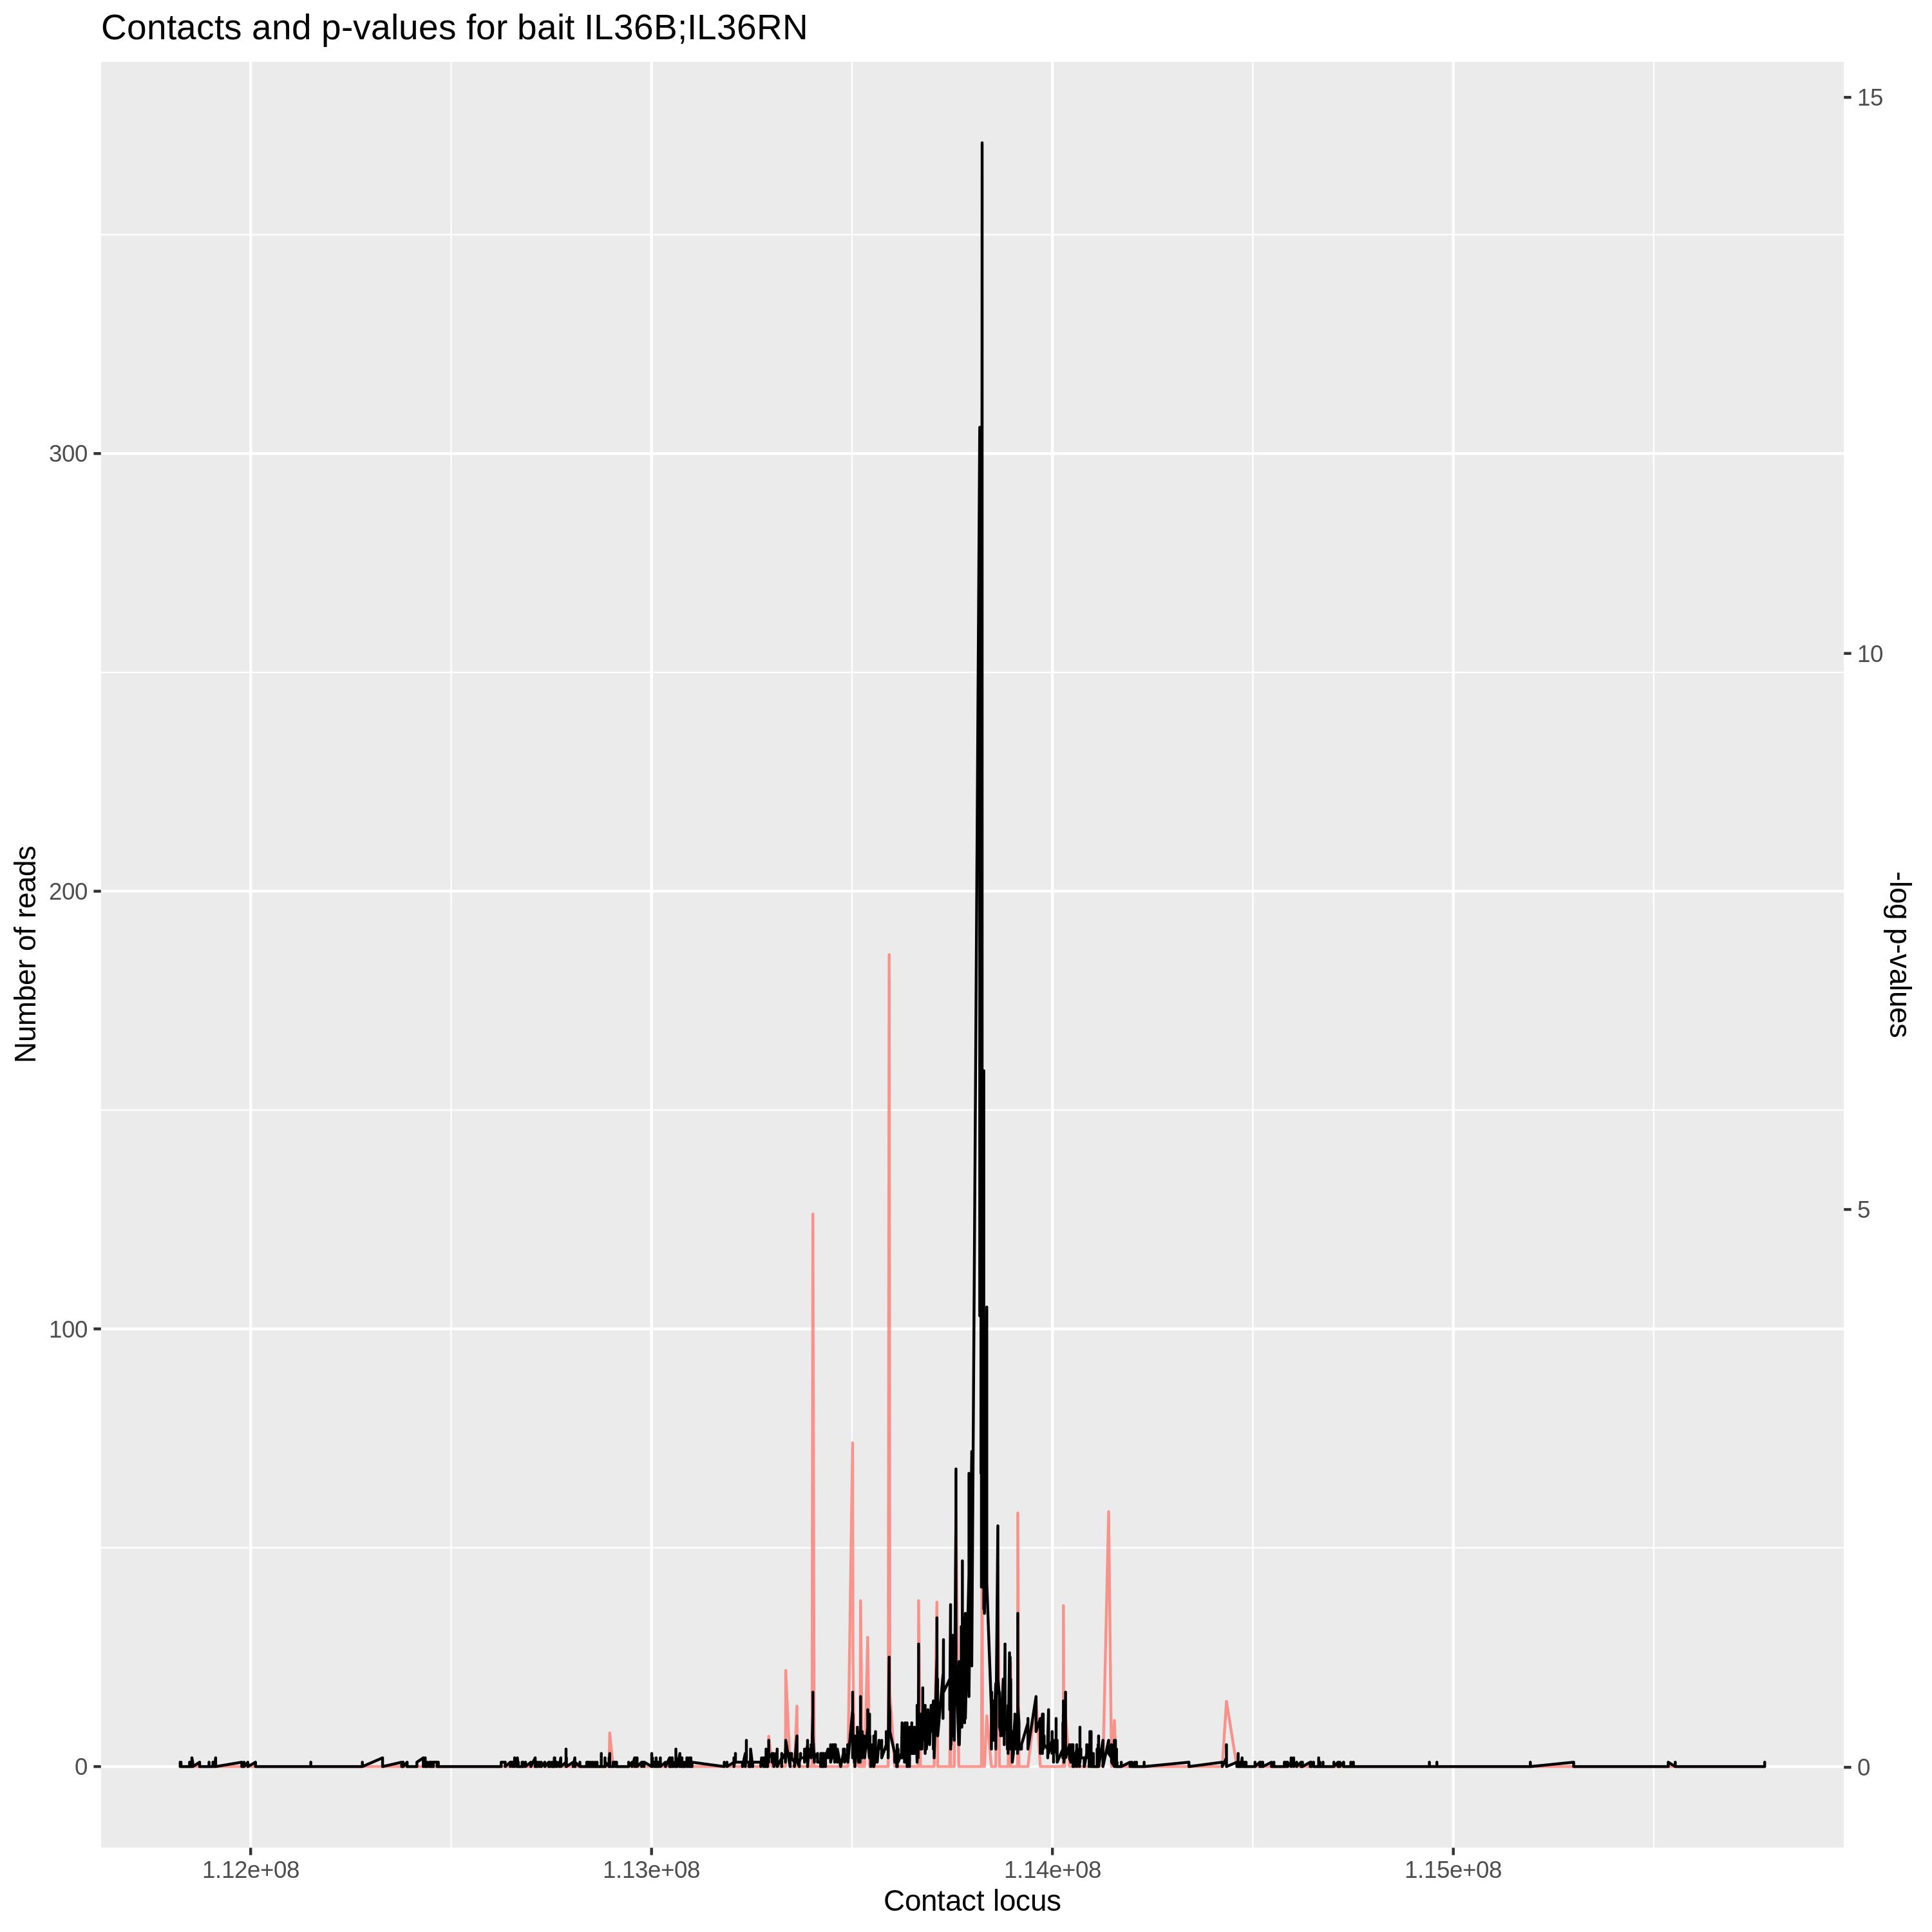 Contacts and p-values for bait IL36B;IL36RN
15
300
10
Number of reads
200
-log p-values
5
100
0
0
1.12e+08
1.13e+08
1.14e+08
1.15e+08
Contact locus